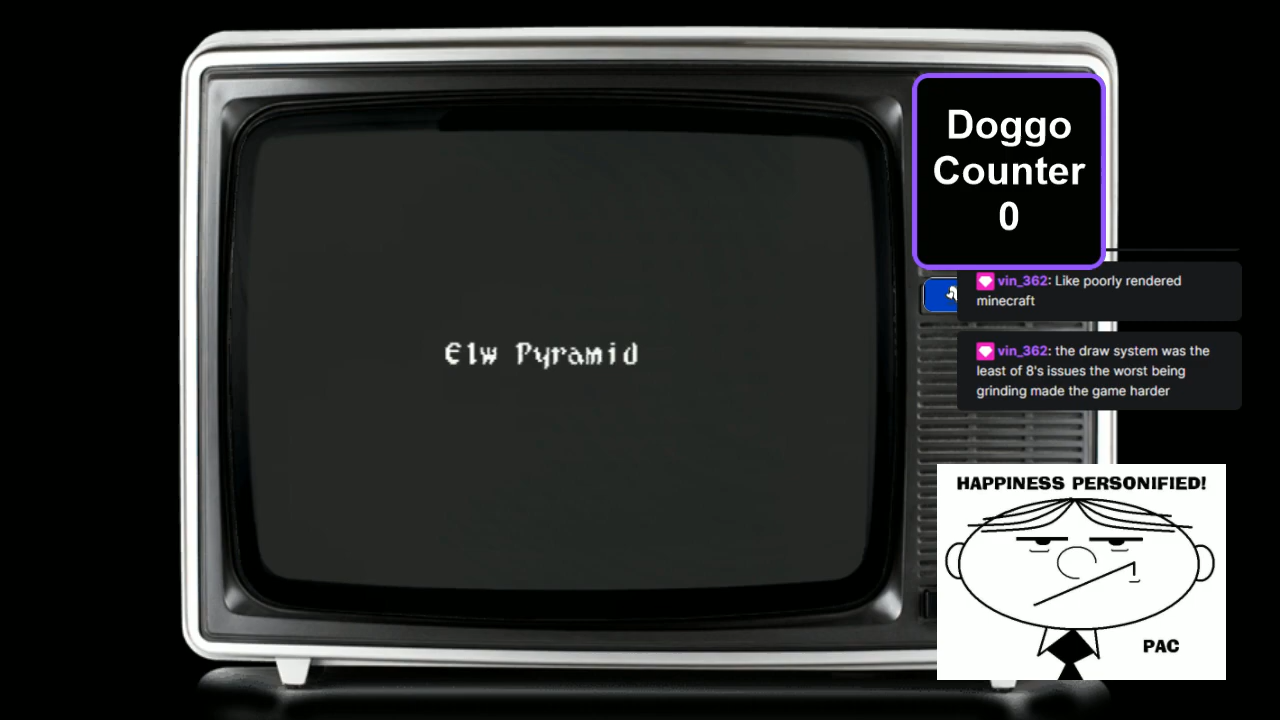 Doggo
Counter
0
vin_362: Like poorly rendered
minecraft
Elw Pyramid
vin_362: the draw system was the
least of 8's issues the worst being
grinding made the game harder
HAPPINESS PERSONIFIED!
PAC